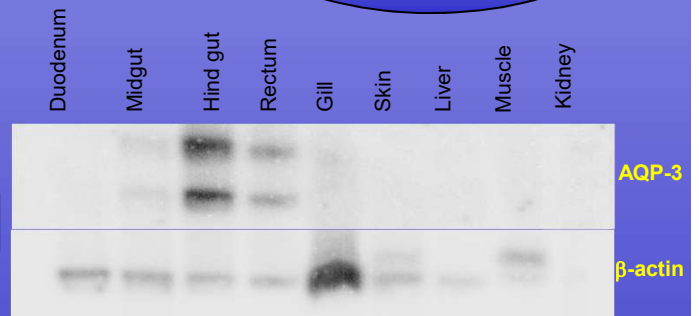 Duodenum
Midgut
Hind gut
Rectum
Gill
Skin
Liver
Muscle
Kidney
AQP-3
β-actin